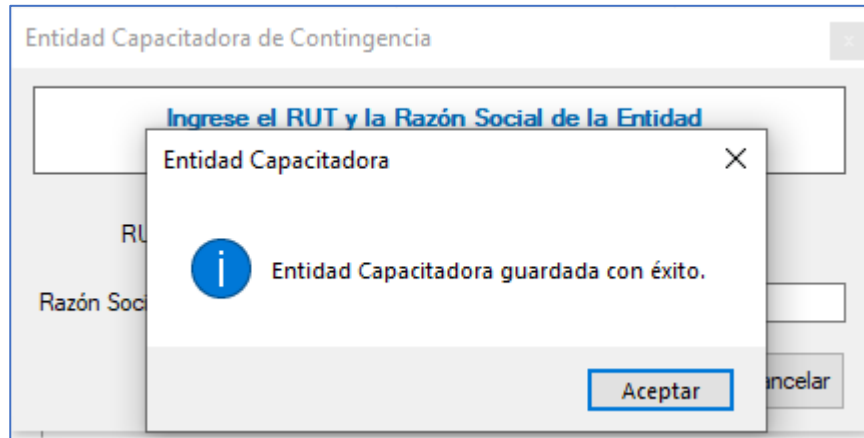 Entidad Capacitadora de Contingencia
x
Ingrese el RUT y la Razón Social de la Entidad
Entidad Capacitadora
Entidad Capacitadora guardada con éxito.
Razón
Aceptar